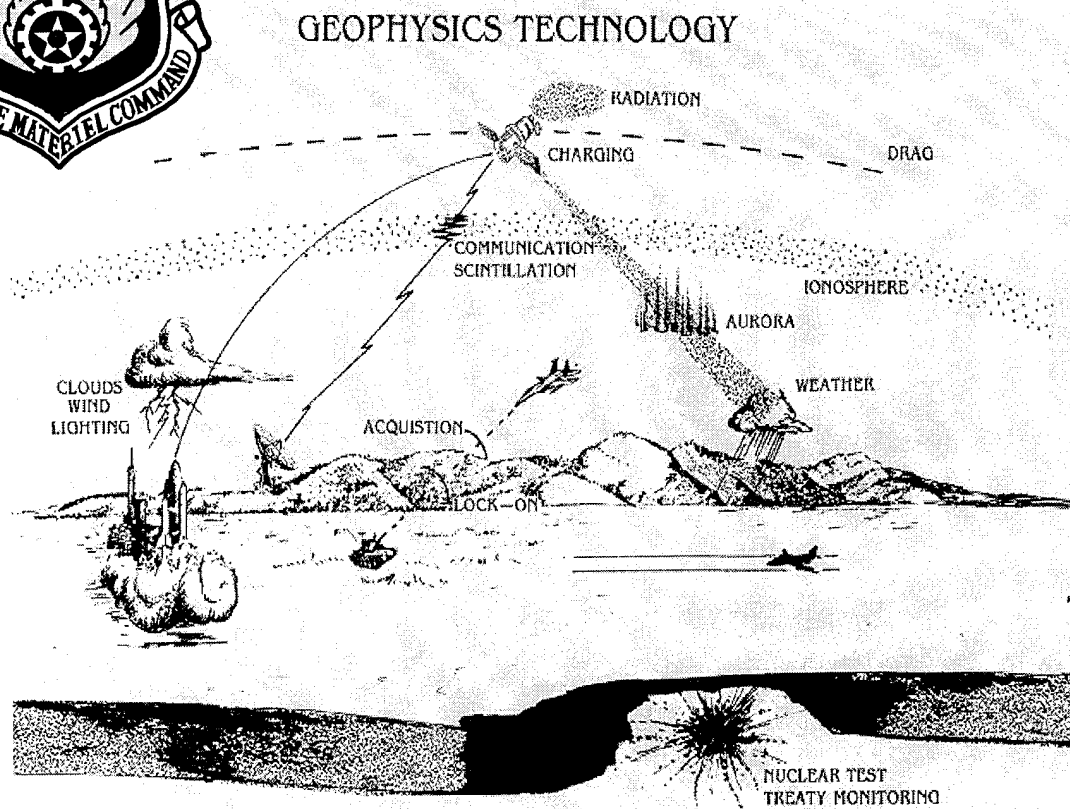 GEOPHYSICS TECHNOLOGY
MATERIEL COMMAND
RADIATION
CHARGING
DRAG
COMMUNICATION
SCINTILLATION
IONOSPHERE
AURORA
CLOUDS
WIND
LIGHTING
WEATHER
ACQUISTION
LOCK-ON
NUCLEAR TEST
TREATY MONITORING